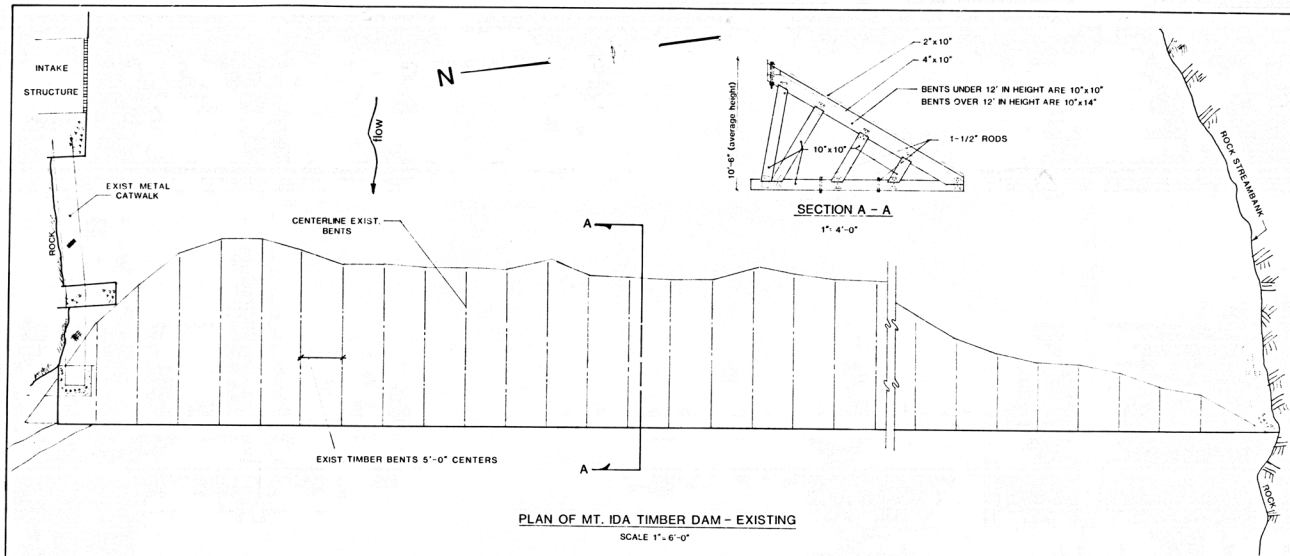 INTAKE
STRUCTURE
N
flow
EXIST METAL
CATWALK
ROCK
CENTERLINE EXIST.
BENTS
A
A
EXIST TIMBER BENTS 5'-0" CENTERS
2"x10"
4"x10"
BENTS UNDER 12' IN HEIGHT ARE 10"x10"
BENTS OVER 12' IN HEIGHT ARE 10"x14"
1-1/2" RODS
10"x10"
10'-6" (average height)
SECTION A - A
1"= 4'-0"
ROCK STREAMBANK
ROCK
PLAN OF MT. IDA TIMBER DAM - EXISTING
SCALE 1"= 6'-0"